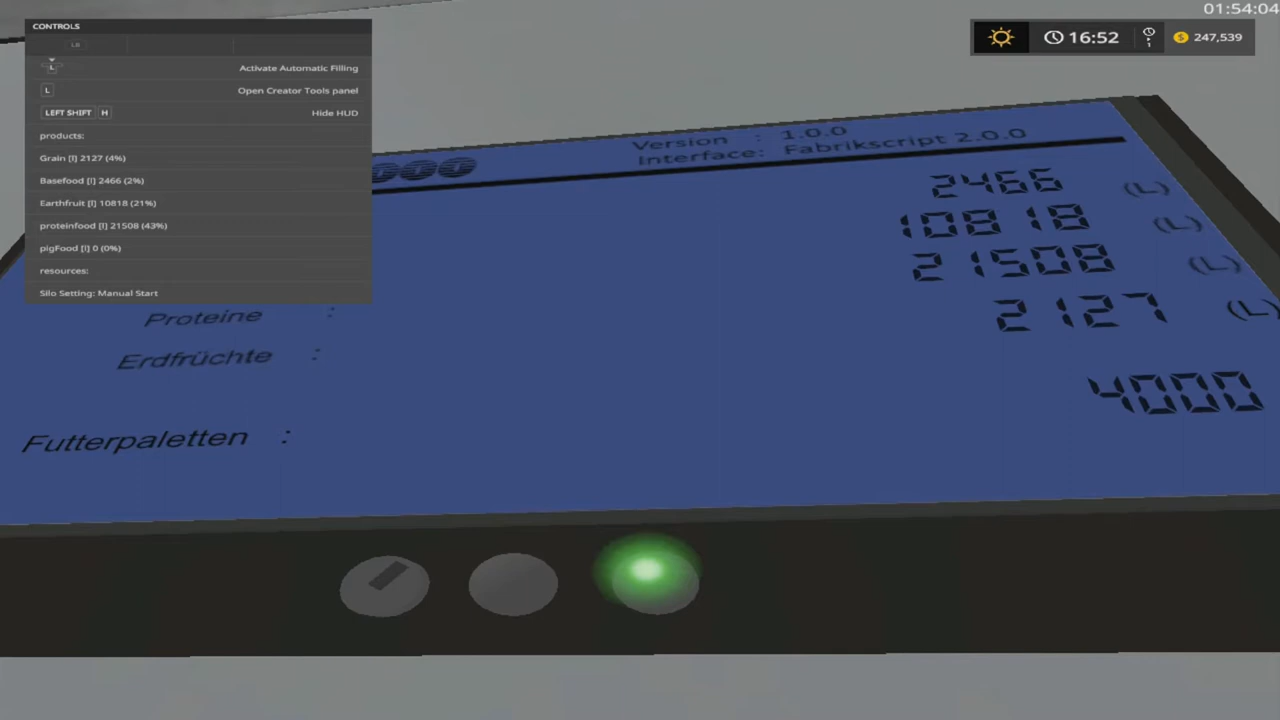 01:54:04
CONTROLS
16:52
1
247,539
LB
L
Activate Automatic Filling
L
Open Creator Tools panel
LEFT SHIFT H
Hide HUD
products:
Grain [l] 2127 (4%)
Basefood [l] 2466 (2%)
Earthfruit [l] 10818 (21%)
proteinfood [l] 21508 (43%)
pigFood [l] 0 (0%)
resources:
Silo Setting: Manual Start
Version : 1.0.0
Interface: Fabrikscript 2.0.0
2466 (L)
10818 (L)
21508 (L)
Proteine : 2127 (L)
Erdfrüchte :
Futterpaletten : 4000